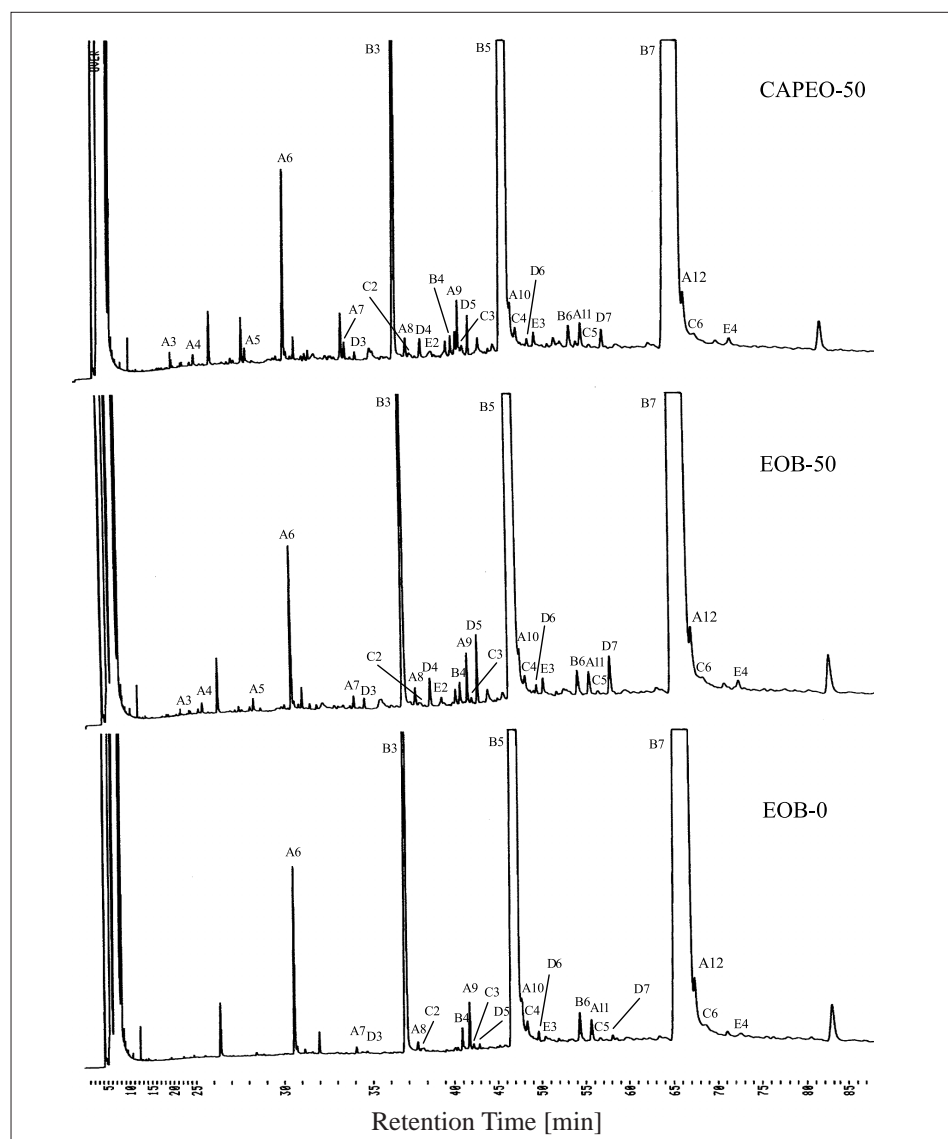 OVER
B3
B5
B7
CAPEO-50
A6
D6
B4
A9
A12
C2
A10
D5
A7
C4
C3
B6
A11
D7
A3
A4
A5
D3
A8
D4
E2
E3
C5
C6
E4
B3
B5
B7
EOB-50
A6
D6
D5
A12
A10
A9
C3
D7
C2
D4
C4
B6
A11
A8
B4
E3
C6
E4
A3
A4
A5
A7
D3
E2
C5
B3
B5
B7
EOB-0
A6
D6
A12
A9
A10
C3
C2
B4
C4
B6
A11
D7
D5
A7
D3
A8
E3
C5
C6
E4
5 10 15 20 25 30 35 40 45 50 55 60 65 75 85
Retention Time [min]